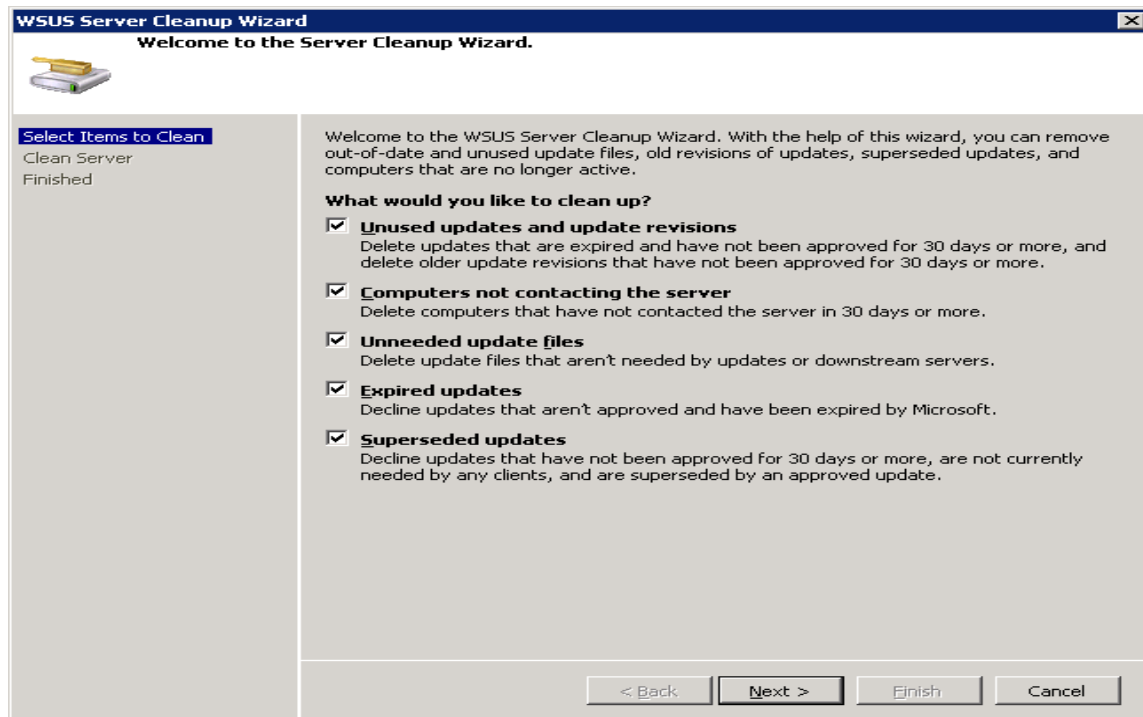 WSUS Server Cleanup Wizard
Welcome to the Server Cleanup Wizard.
Select Items to Clean
Clean Server
Finished
Welcome to the WSUS Server Cleanup Wizard. With the help of this wizard, you can remove
out-of-date and unused update files, old revisions of updates, superseded updates, and
computers that are no longer active.
What would you like to clean up?
Unused updates and update revisions
Delete updates that are expired and have not been approved for 30 days or more, and
delete older update revisions that have not been approved for 30 days or more.
Computers not contacting the server
Delete computers that have not contacted the server in 30 days or more.
Unneeded update files
Delete update files that aren't needed by updates or downstream servers.
Expired updates
Decline updates that aren't approved and have been expired by Microsoft.
Superseded updates
Decline updates that have not been approved for 30 days or more, are not currently
needed by any clients, and are superseded by an approved update.
< Back
Next >
Finish
Cancel